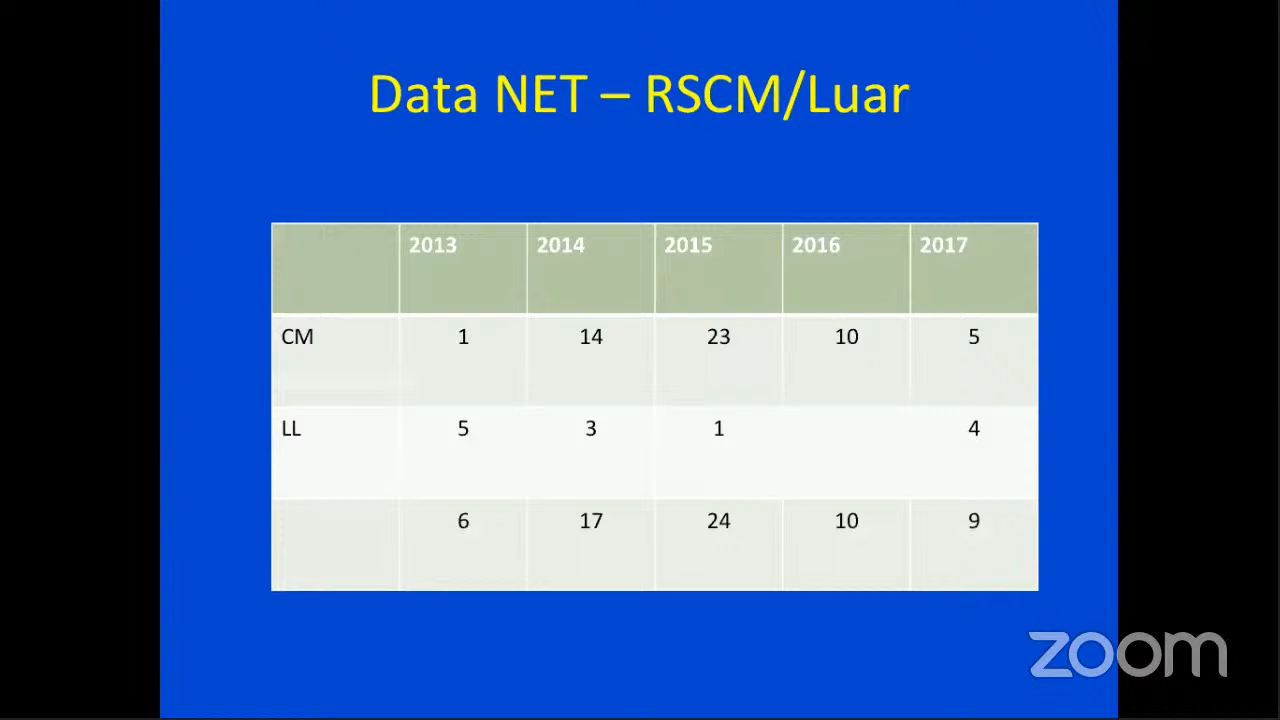 Data NET – RSCM/Luar
2013 2014 2015 2016 2017
CM 1 14 23 10 5
LL 5 3 1 4
6 17 24 10 9
zoom